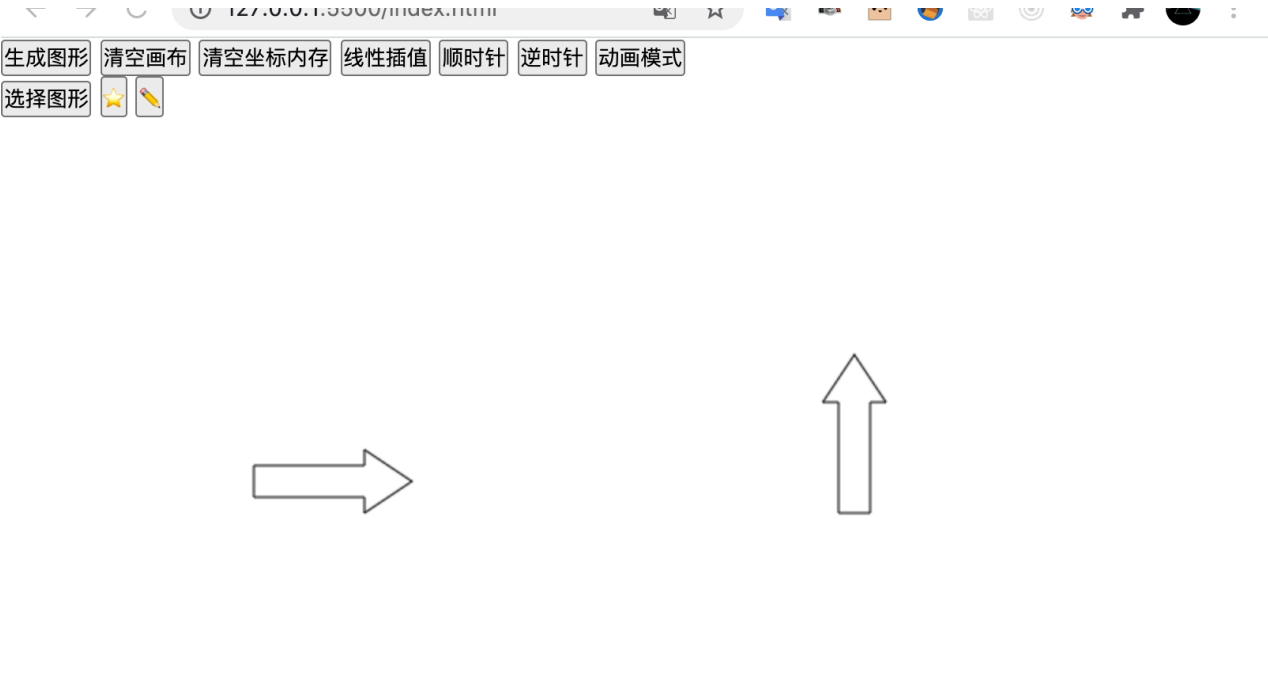 127.0.0.1:5500/index.html
生成图形 清空画布 清空坐标内存 线性插值 顺时针 逆时针 动画模式
选择图形